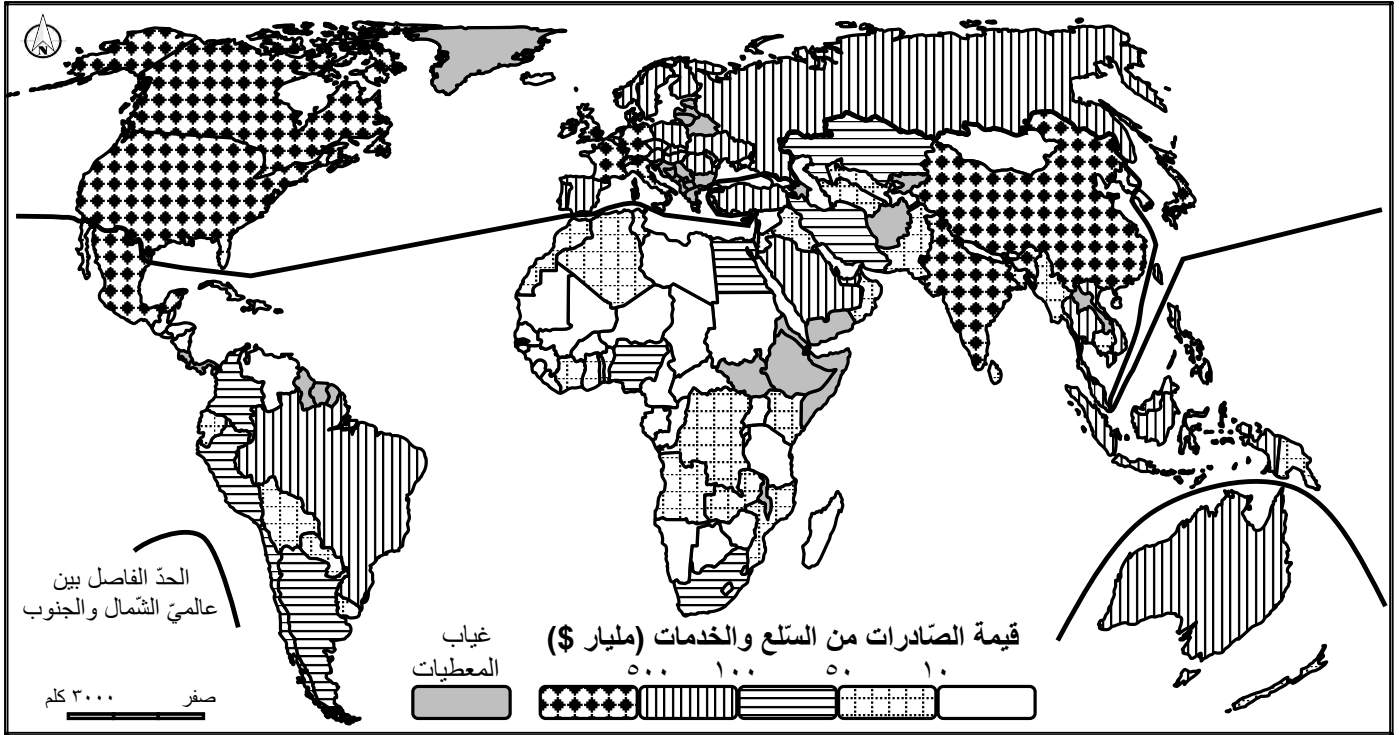 N
الحدّ الفاصل بين
عالميّ الشّمال والجنوب
صفر ٣٠٠٠ كلم
غياب
المعطيات
قيمة الصّادرات من السّلع والخدمات (مليار $)
١٠ ٥٠ ١٠٠ ٥٠٠